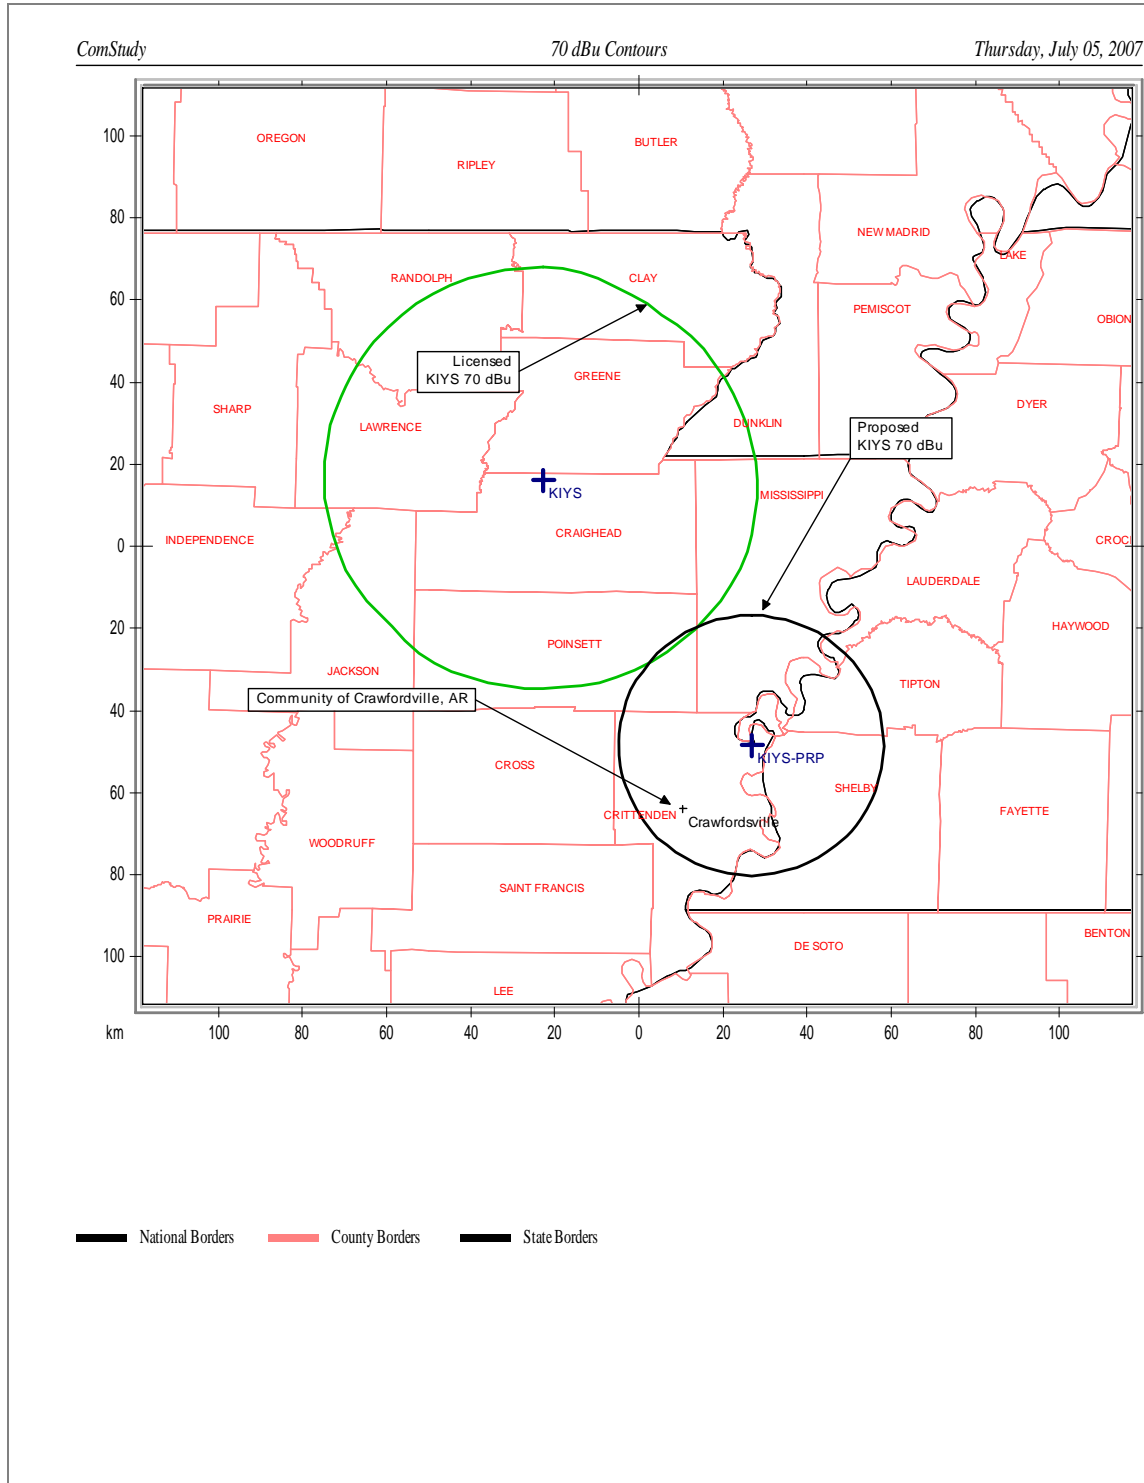 ComStudy 70 dBu Contours Thursday, July 05, 2007
100
OREGON
BUTLER
RIPLEY
80
NEW MADRID
LAKE
RANDOLPH
CLAY
60
PEMISCOT
OBION
Licensed
KIYS 70 dBu
GREENE
40
SHARP
DYER
LAWRENCE
DUNKLIN
Proposed
KIYS 70 dBu
20
KIYS
MISSISSIPPI
CRAIGHEAD
0
INDEPENDENCE
CROC
LAUDERDALE
20
HAYWOOD
POINSETT
JACKSON
TIPTON
Community of Crawfordville, AR
40
KIYS-PRP
CROSS
60
SHELBY
CRITTENDEN
Crawfordsville
FAYETTE
WOODRUFF
80
SAINT FRANCIS
PRAIRIE
DE SOTO
BENTON
100
LEE
km 100 80 60 40 20 0 20 40 60 80 100
National Borders County Borders State Borders